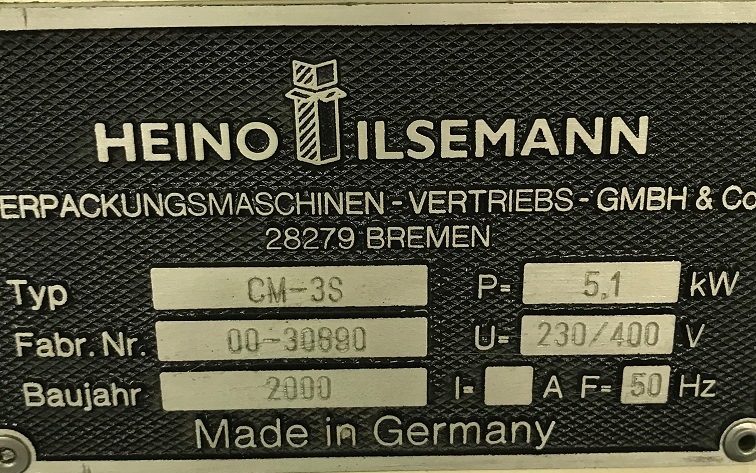 HEINO ILSEMANN
ERPACKUNGSMASCHINEN - VERTRIEBS - GMBH & Co
28279 BREMEN
Typ CM-3S P= 5,1 kW
Fabr. Nr. 00-30890 U= 230/400 V
Baujahr 2000 I= A F= 50 Hz
Made in Germany